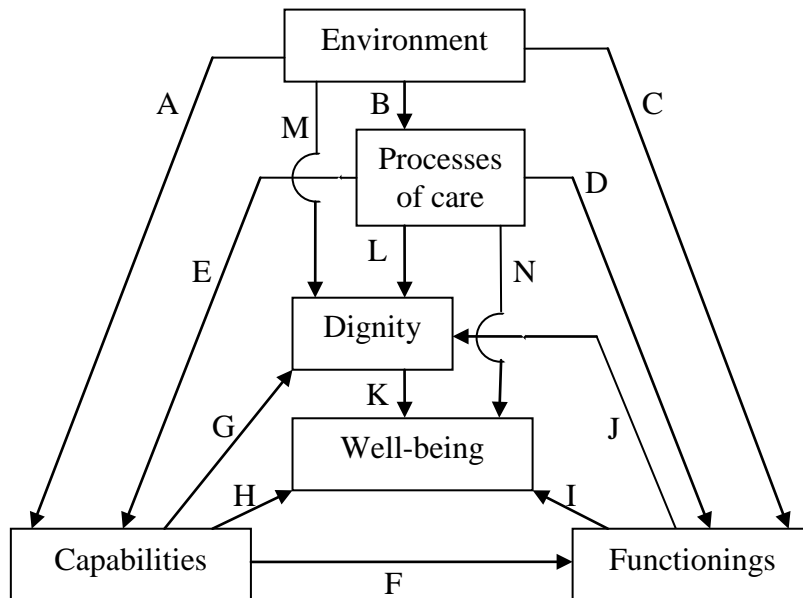 Environment
A
B
C
M
Processes
of care
D
E
L
N
Dignity
K
G
J
Well-being
H
I
Capabilities
Functionings
F